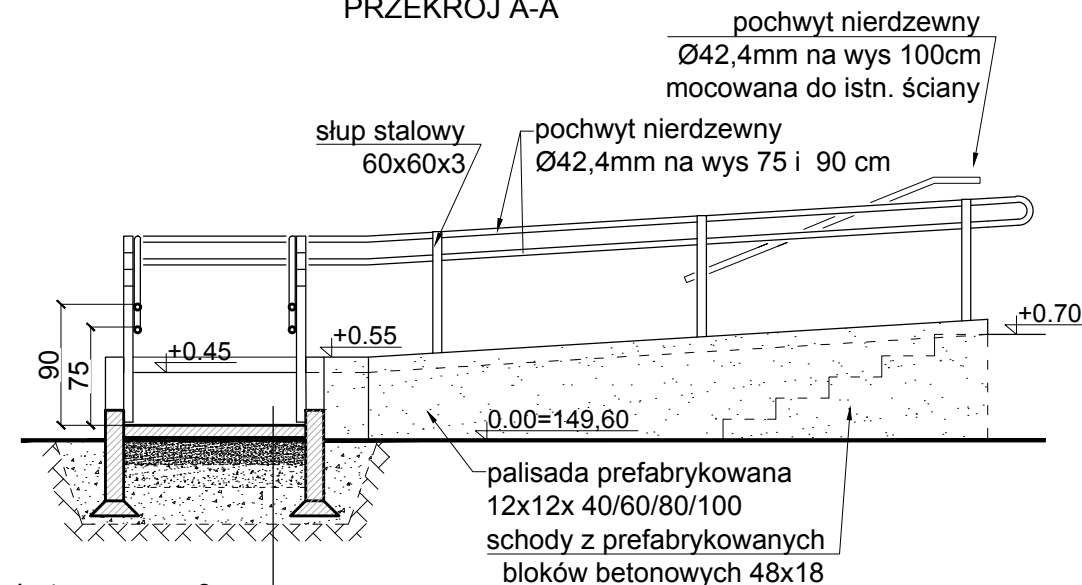 PRZEKRÓJ A-A
pochwyt nierdzewny
Ø42,4mm na wys 100cm
mocowana do istn. ściany
słup stalowy
60x60x3
pochwyt nierdzewny
Ø42,4mm na wys 75 i 90 cm
+0.70
+0.55
+0.45
90
75
0.00=149,60
palisada prefabrykowana
12x12x 40/60/80/100
schody z prefabrykowanych
bloków betonowych 48x18